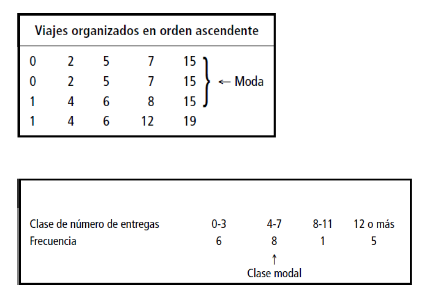 Viajes organizados en orden ascendente
0 2 5 7 15
0 2 5 7 15 ← Moda
1 4 6 8 15
1 4 6 12 19
Clase de número de entregas 0-3 4-7 8-11 12 o más
Frecuencia 6 8 1 5
↑
Clase modal